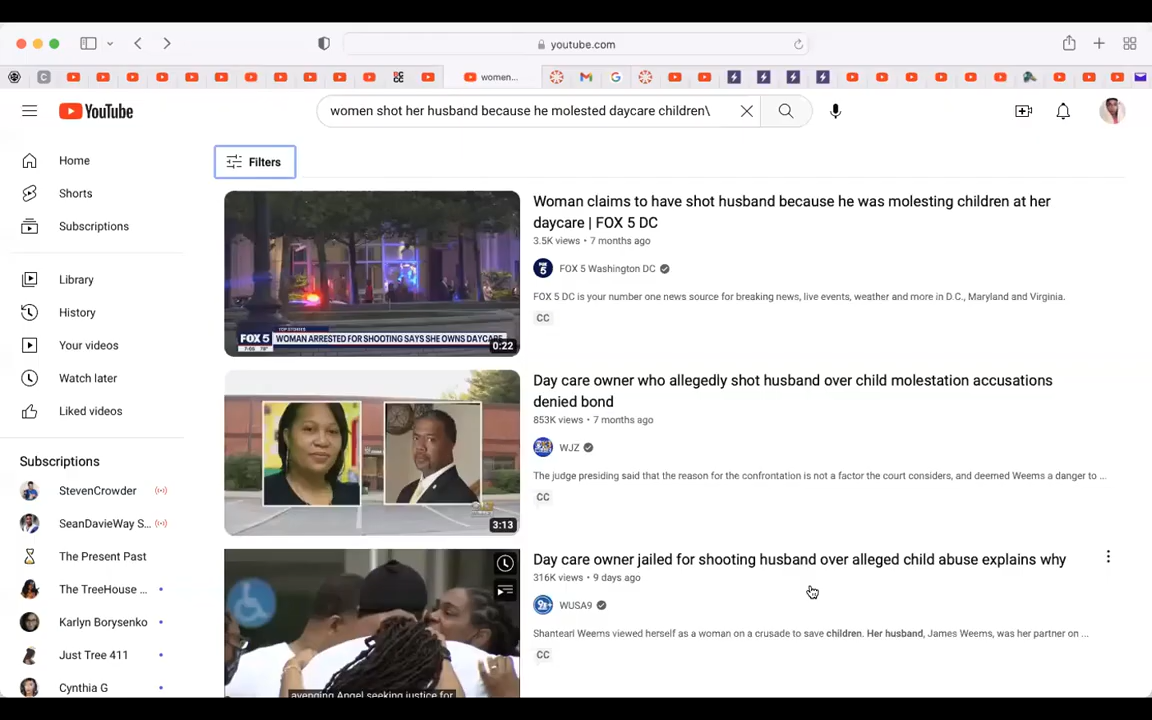 youtube.com
women...
YouTube
women shot her husband because he molested daycare children\
Home
Shorts
Subscriptions
Library
History
Your videos
Watch later
Liked videos
Subscriptions
StevenCrowder
SeanDavieWay S...
The Present Past
The TreeHouse ...
Karlyn Borysenko
Just Tree 411
Cynthia G
Filters
FOX 5
TOP STORIES
WOMAN ARRESTED FOR SHOOTING SAYS SHE OWNS DAYCARE
0:22
Woman claims to have shot husband because he was molesting children at her
daycare | FOX 5 DC
3.5K views • 7 months ago
FOX 5 Washington DC
FOX 5 DC is your number one news source for breaking news, live events, weather and more in D.C., Maryland and Virginia.
CC
3:13
Day care owner who allegedly shot husband over child molestation accusations
denied bond
853K views • 7 months ago
WJZ
The judge presiding said that the reason for the confrontation is not a factor the court considers, and deemed Weems a danger to ...
CC
avenging Angel seeking justice for
Day care owner jailed for shooting husband over alleged child abuse explains why
316K views • 9 days ago
WUSA9
Shanteari Weems viewed herself as a woman on a crusade to save children. Her husband, James Weems, was her partner on ...
CC